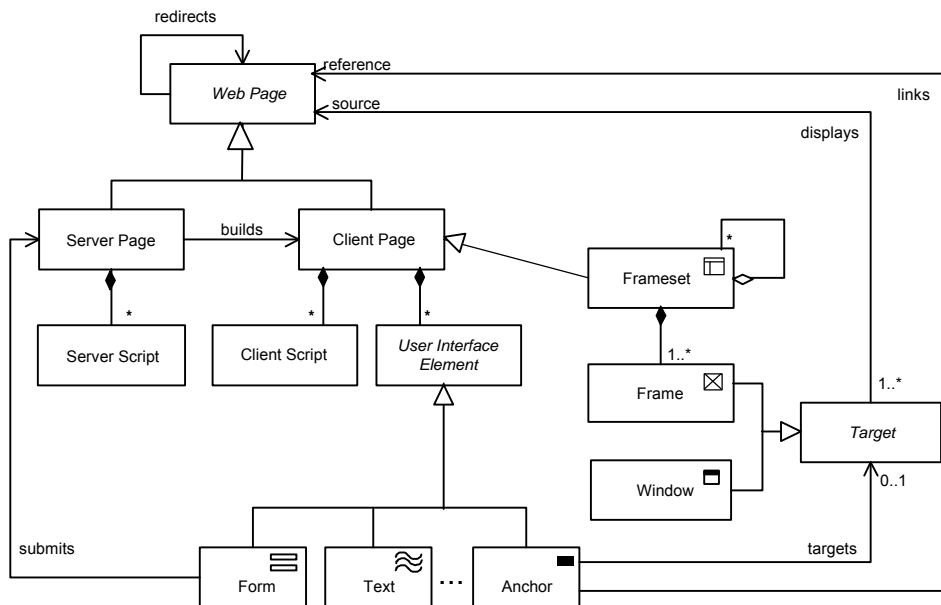 redirects
reference
Web Page
links
source
displays
Server Page
builds
Client Page
*
Frameset
*
*
*
Server Script
Client Script
User Interface
Element
1..*
Frame
1..*
Target
0..1
Window
submits
targets
Form
Text
...
Anchor